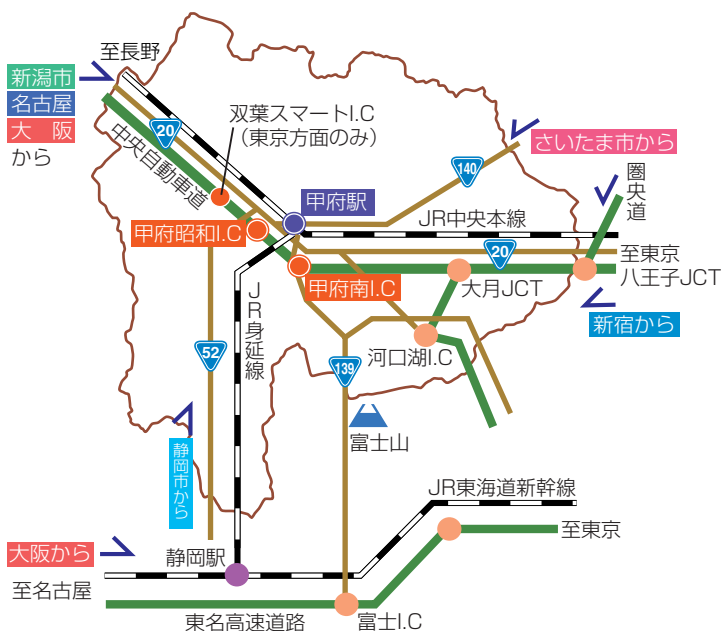 至長野
新潟市
名古屋
大 阪
から
双葉スマートI.C
（東京方面のみ）
20
中央自動車道
さいたま市から
140
圏央道
甲府駅
JR中央本線
甲府昭和I.C
20
至東京
甲府南I.C
大月JCT
八王子JCT
新宿から
JR身延線
52
139
河口湖I.C
富士山
静岡市から
JR東海道新幹線
大阪から
静岡駅
至東京
至名古屋
東名高速道路
富士I.C